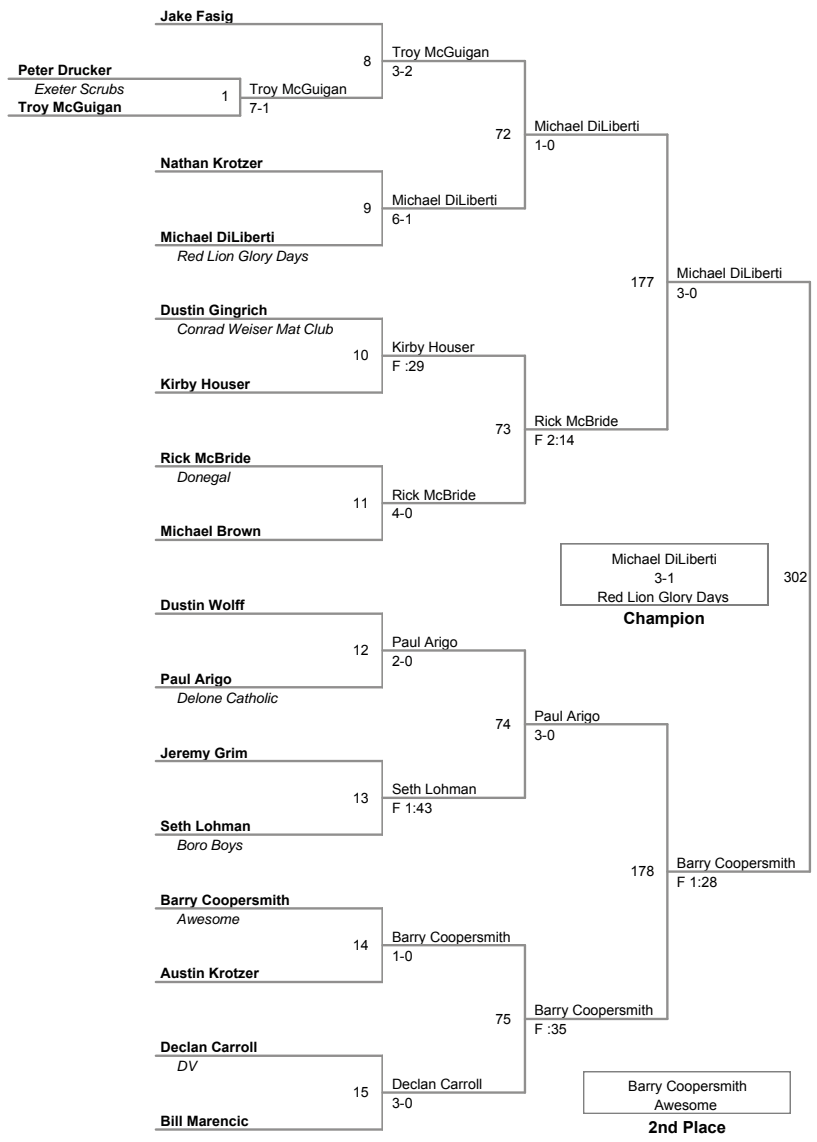 Jake Fasig
8
Troy McGuigan
3-2
Peter Drucker
Exeter Scrubs
1
Troy McGuigan
Troy McGuigan
7-1
72
Michael DiLiberti
1-0
Nathan Krotzer
9
Michael DiLiberti
6-1
Michael DiLiberti
Red Lion Glory Days
177
Michael DiLiberti
3-0
Dustin Gingrich
Conrad Weiser Mat Club
10
Kirby Houser
F :29
Kirby Houser
73
Rick McBride
F 2:14
Rick McBride
Donegal
11
Rick McBride
4-0
Michael Brown
Michael DiLiberti
3-1
Red Lion Glory Days
302
Champion
Dustin Wolff
12
Paul Arigo
2-0
Paul Arigo
Delone Catholic
74
Paul Arigo
3-0
Jeremy Grim
13
Seth Lohman
F 1:43
Seth Lohman
Boro Boys
178
Barry Coopersmith
F 1:28
Barry Coopersmith
Awesome
14
Barry Coopersmith
1-0
Austin Krotzer
75
Barry Coopersmith
F :35
Declan Carroll
DV
15
Declan Carroll
3-0
Bill Marencic
Barry Coopersmith
Awesome
2nd Place